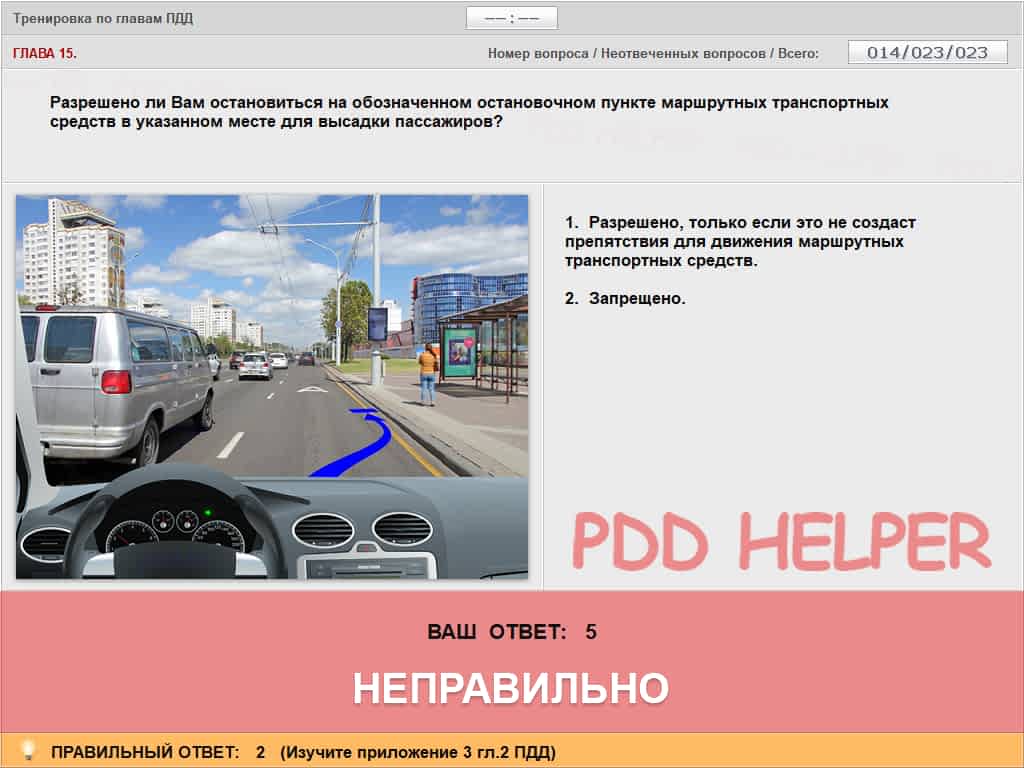 Тренировка по главам ПДД
—— : ——
ГЛАВА 15.
Номер вопроса / Неотвеченных вопросов / Всего:
014/023/023
Разрешено ли Вам остановиться на обозначенном остановочном пункте маршрутных транспортных
средств в указанном месте для высадки пассажиров?
1. Разрешено, только если это не создаст
препятствия для движения маршрутных
транспортных средств.
2. Запрещено.
PDD HELPER
ВАШ ОТВЕТ: 5
НЕПРАВИЛЬНО
ПРАВИЛЬНЫЙ ОТВЕТ: 2 (Изучите приложение 3 гл.2 ПДД)